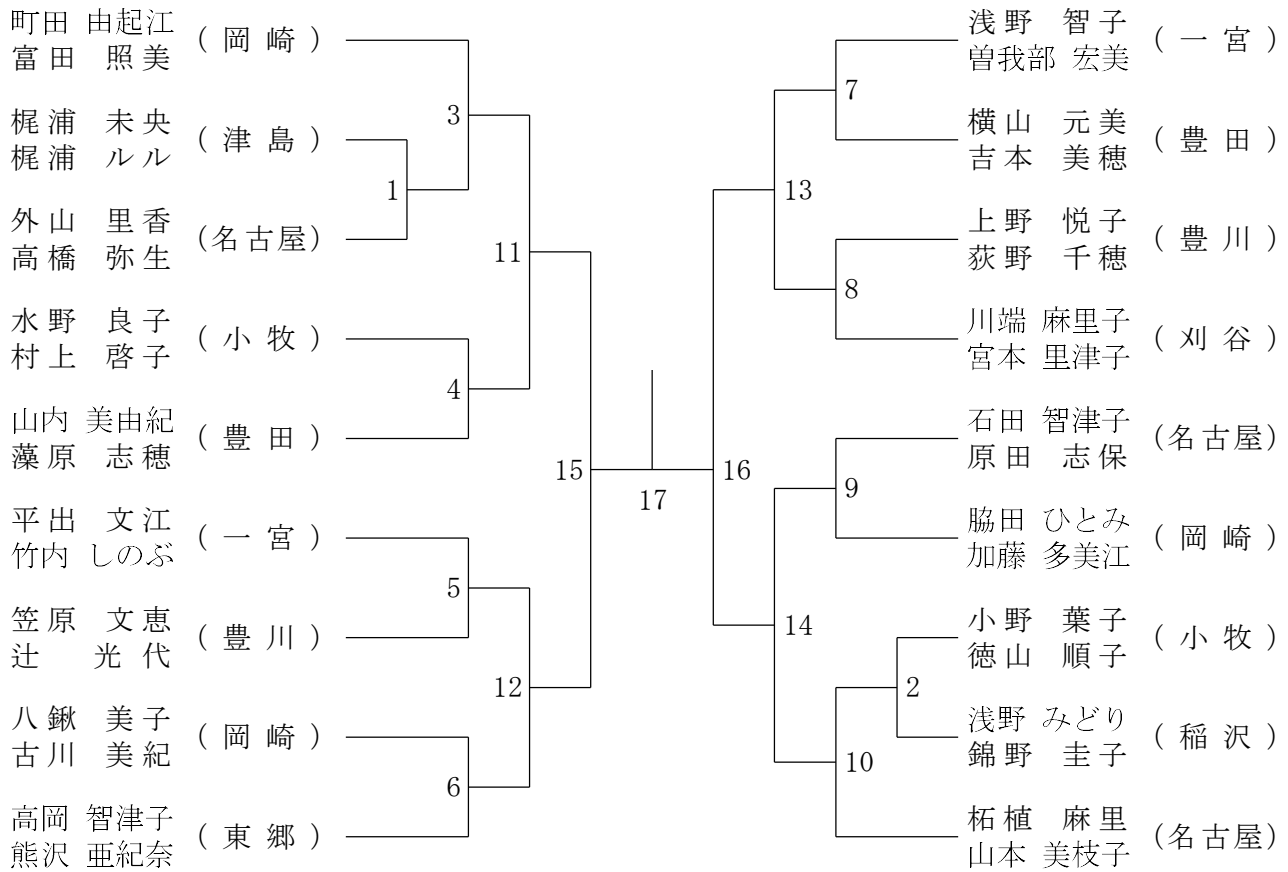 町田 由起江
富田 照美
(岡崎)
梶浦 未央
梶浦 ルル
(津島)
外山 里香
高橋 弥生
(名古屋)
水野 良子
村上 啓子
(小牧)
山内 美由紀
藻原 志穂
(豊田)
平出 文江
竹内 しのぶ
(一宮)
笠原 文恵
辻 光代
(豊川)
八鍬 美子
古川 美紀
(岡崎)
高岡 智津子
熊沢 亜紀奈
(東郷)
3
1
11
4
15
5
12
6
17
16
7
13
8
9
14
2
10
浅野 智子
曽我部 宏美
(一宮)
横山 元美
吉本 美穂
(豊田)
上野 悦子
荻野 千穂
(豊川)
川端 麻里子
宮本 里津子
(刈谷)
石田 智津子
原田 志保
(名古屋)
脇田 ひとみ
加藤 多美江
(岡崎)
小野 葉子
徳山 順子
(小牧)
浅野 みどり
錦野 圭子
(稲沢)
柘植 麻里
山本 美枝子
(名古屋)